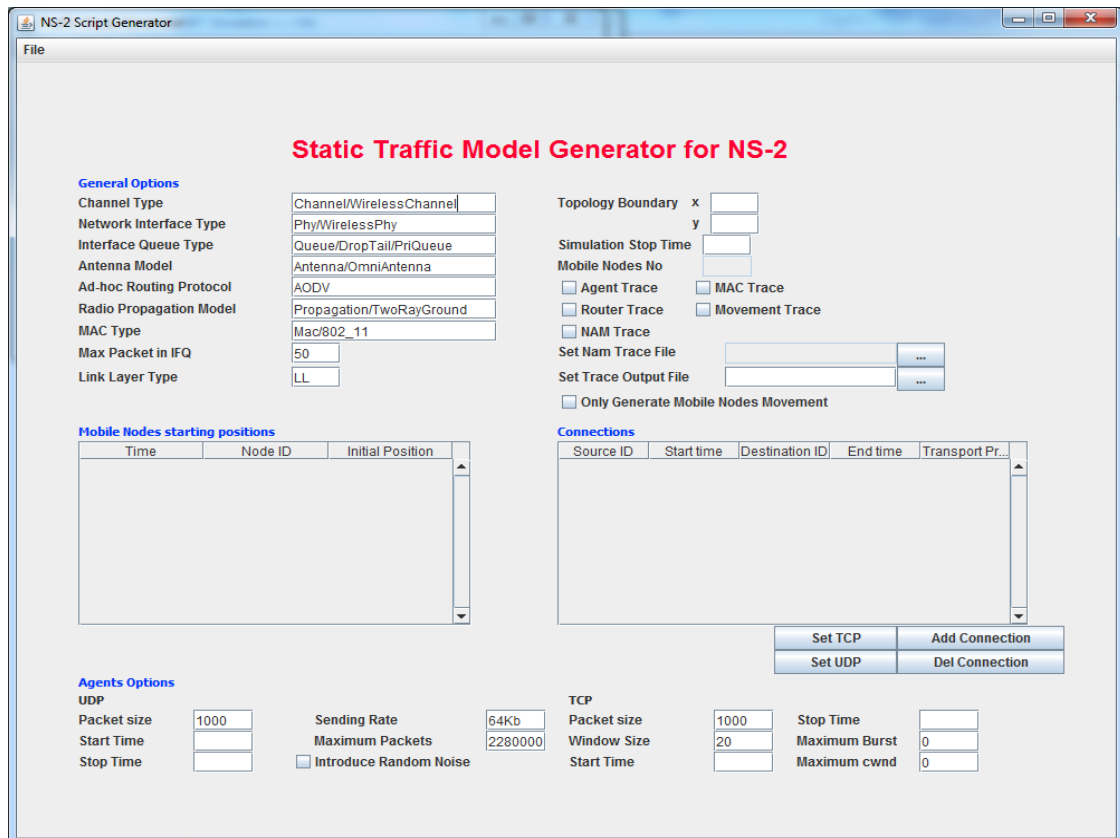 NS-2 Script Generator
File
Static Traffic Model Generator for NS-2
General Options
Channel Type Channel/WirelessChannel
Network Interface Type Phy/WirelessPhy
Interface Queue Type Queue/DropTail/PriQueue
Antenna Model Antenna/OmniAntenna
Ad-hoc Routing Protocol AODV
Radio Propagation Model Propagation/TwoRayGround
MAC Type Mac/802_11
Max Packet in IFQ 50
Link Layer Type LL
Topology Boundary x
y
Simulation Stop Time
Mobile Nodes No
Agent Trace MAC Trace
Router Trace Movement Trace
NAM Trace
Set Nam Trace File ...
Set Trace Output File ...
Only Generate Mobile Nodes Movement
Mobile Nodes starting positions
Time Node ID Initial Position
Connections
Source ID Start time Destination ID End time Transport Pr...
Set TCP Add Connection
Set UDP Del Connection
Agents Options
UDP
Packet size 1000 Sending Rate 64Kb
Start Time Maximum Packets 2280000
Stop Time Introduce Random Noise
TCP
Packet size 1000 Stop Time
Window Size 20 Maximum Burst 0
Start Time Maximum cwnd 0